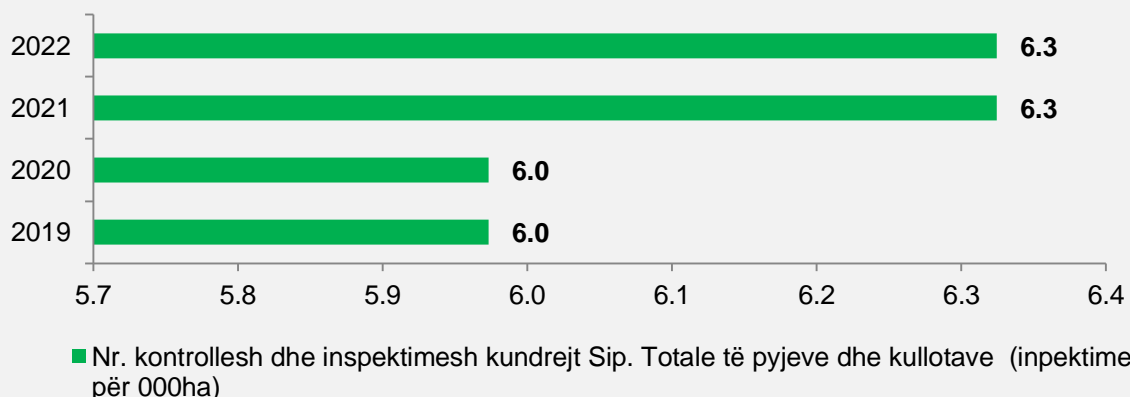 2022
6.3
2021
6.3
2020
6.0
2019
6.0
5.7 5.8 5.9 6.0 6.1 6.2 6.3 6.4
Nr. kontrollesh dhe inspektimesh kundrejt Sip. Totale të pyjeve dhe kullotave (inpektime
për 000ha)